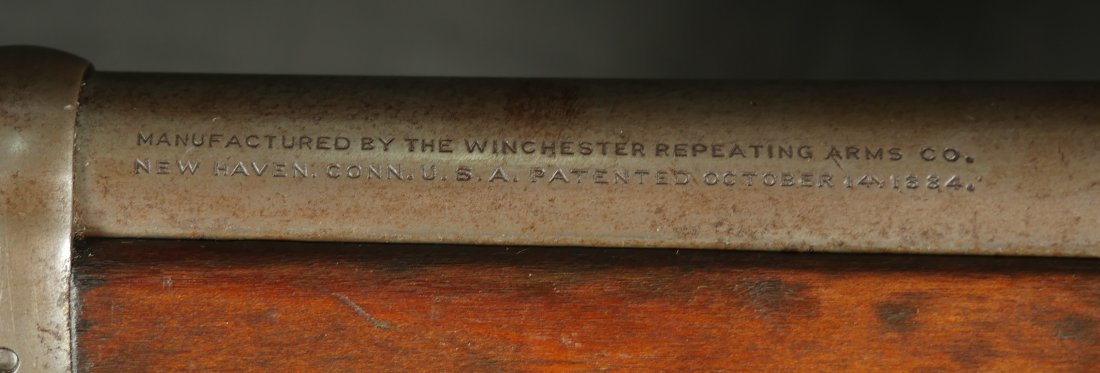 MANUFACTURED BY THE WINCHESTER REPEATING ARMS CO.
NEW HAVEN. CONN. U. S. A. PATENTED OCTOBER 14, 1884.